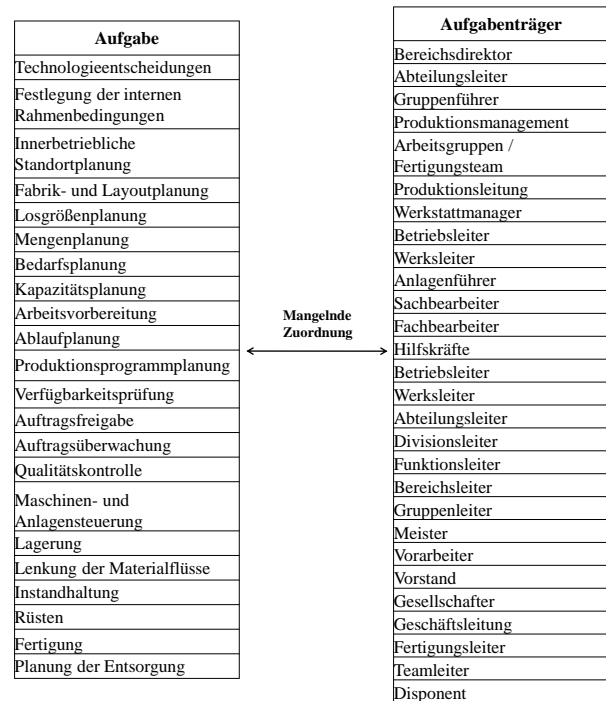 Aufgabe
Technologieentscheidungen
Festlegung der internen
Rahmenbedingungen
Innerbetriebliche
Standortplanung
Fabrik- und Layoutplanung
Losgrößenplanung
Mengenplanung
Bedarfsplanung
Kapazitätsplanung
Arbeitsvorbereitung
Ablaufplanung
Produktionsprogrammplanung
Verfügbarkeitsprüfung
Auftragsfreigabe
Auftragsüberwachung
Qualitätskontrolle
Maschinen- und
Anlagensteuerung
Lagerung
Lenkung der Materialflüsse
Instandhaltung
Rüsten
Fertigung
Planung der Entsorgung
Mangelnde
Zuordnung
Aufgabenträger
Bereichsdirektor
Abteilungsleiter
Gruppenführer
Produktionsmanagement
Arbeitsgruppen /
Fertigungsteam
Produktionsleitung
Werkstattmanager
Betriebsleiter
Werksleiter
Anlagenführer
Sachbearbeiter
Fachbearbeiter
Hilfskräfte
Betriebsleiter
Werksleiter
Abteilungsleiter
Divisionsleiter
Funktionsleiter
Bereichsleiter
Gruppenleiter
Meister
Vorarbeiter
Vorstand
Gesellschafter
Geschäftsleitung
Fertigungsleiter
Teamleiter
Disponent